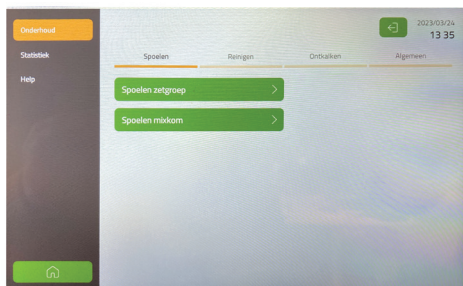 Onderhoud
Statistiek
Help
2023/03/24
13 35
Spoelen Reinigen Ontkalken Algemeen
Spoelen zetgroep
Spoelen mixkom